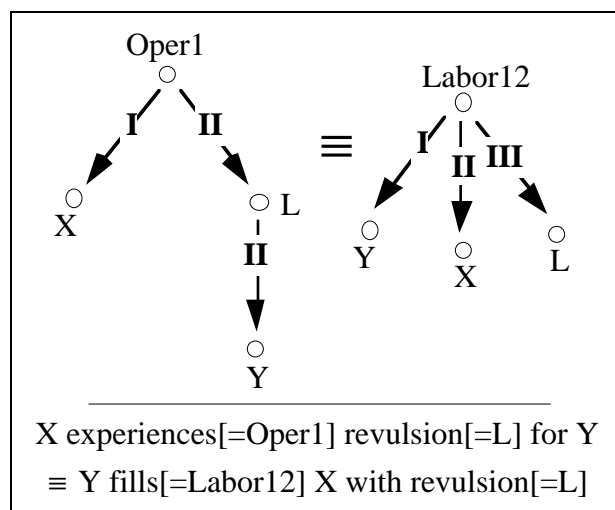 Oper1
Labor12
I
II
≡
I
II
III
X
L
II
Y
X
L
Y
X experiences[=Oper1] revulsion[=L] for Y
≡ Y fills[=Labor12] X with revulsion[=L]